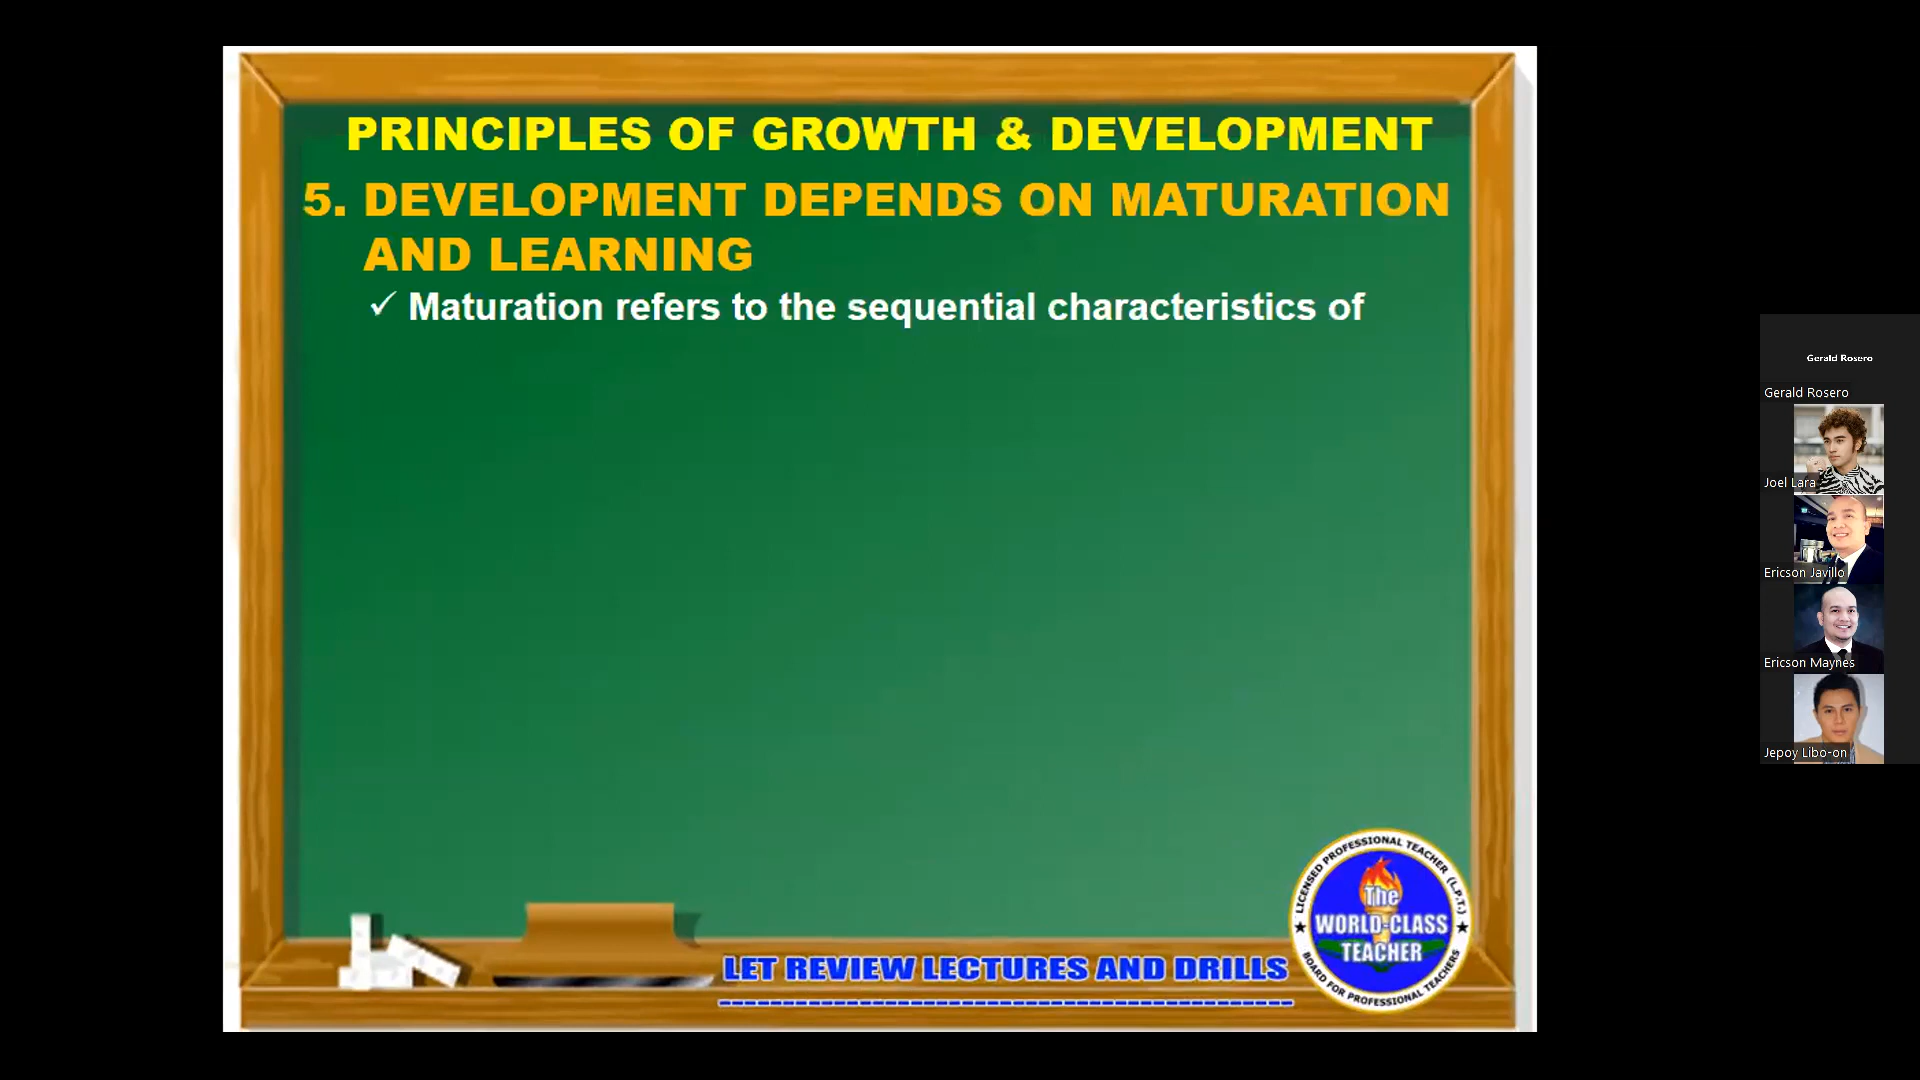 PRINCIPLES OF GROWTH & DEVELOPMENT
5. DEVELOPMENT DEPENDS ON MATURATION
AND LEARNING
✓ Maturation refers to the sequential characteristics of
LET REVIEW LECTURES AND DRILLS
LICENSED PROFESSIONAL TEACHER (L.P.T.)
The
WORLD-CLASS
TEACHER
BOARD FOR PROFESSIONAL TEACHERS
Gerald Rosero
Gerald Rosero
Joel Lara
Ericson Javillo
Ericson Maynes
Jepoy Libo-on